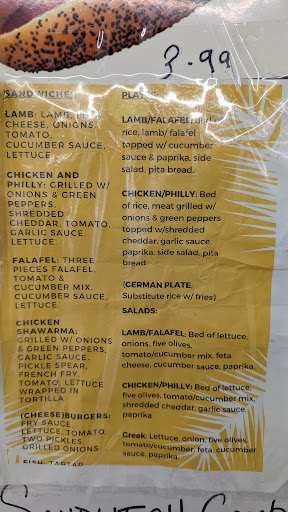 3.99
SANDWICHES:
LAMB: LAMB,
CHEESE, ONIONS,
TOMATO,
CUCUMBER SAUCE,
LETTUCE.
CHICKEN AND
PHILLY: GRILLED W/
ONIONS & GREEN
PEPPERS,
SHREDDED
CHEDDAR, TOMATO,
GARLIC SAUCE,
LETTUCE.
FALAFEL: THREE
PIECES FALAFEL,
TOMATO &
CUCUMBER MIX,
CUCUMBER SAUCE,
LETTUCE.
CHICKEN
SHAWARMA:
GRILLED W/ ONIONS
& GREEN PEPPERS,
GARLIC SAUCE,
PICKLE SPEAR,
FRENCH FRY,
TOMATO, LETTUCE
WRAPPED IN
TORTILLA
(CHEESE)BURGERS:
FRY SAUCE,
LETTUCE, TOMATO,
TWO PICKLES,
GRILLED ONIONS
FISH: TARTAR
LAMB/FALAFEL: Bed of
rice, lamb/ falafel
topped w/ cucumber
sauce & paprika, side
salad, pita bread.
CHICKEN/PHILLY: Bed
of rice, meat grilled w/
onions & green peppers
topped w/shredded
cheddar, garlic sauce,
paprika, side salad, pita
bread
(GERMAN PLATE:
Substitute rice w/ fries)
SALADS:
LAMB/FALAFEL: Bed of lettuce,
onions, five olives,
tomato/cucumber mix, feta
cheese, cucumber sauce, paprika.
CHICKEN/PHILLY: Bed of lettuce,
five olives, tomato/cucumber mix,
shredded cheddar, garlic sauce,
paprika
Greek: Lettuce, onion, five olives,
tomato/cucumber, feta, cucumber
sauce, paprika.